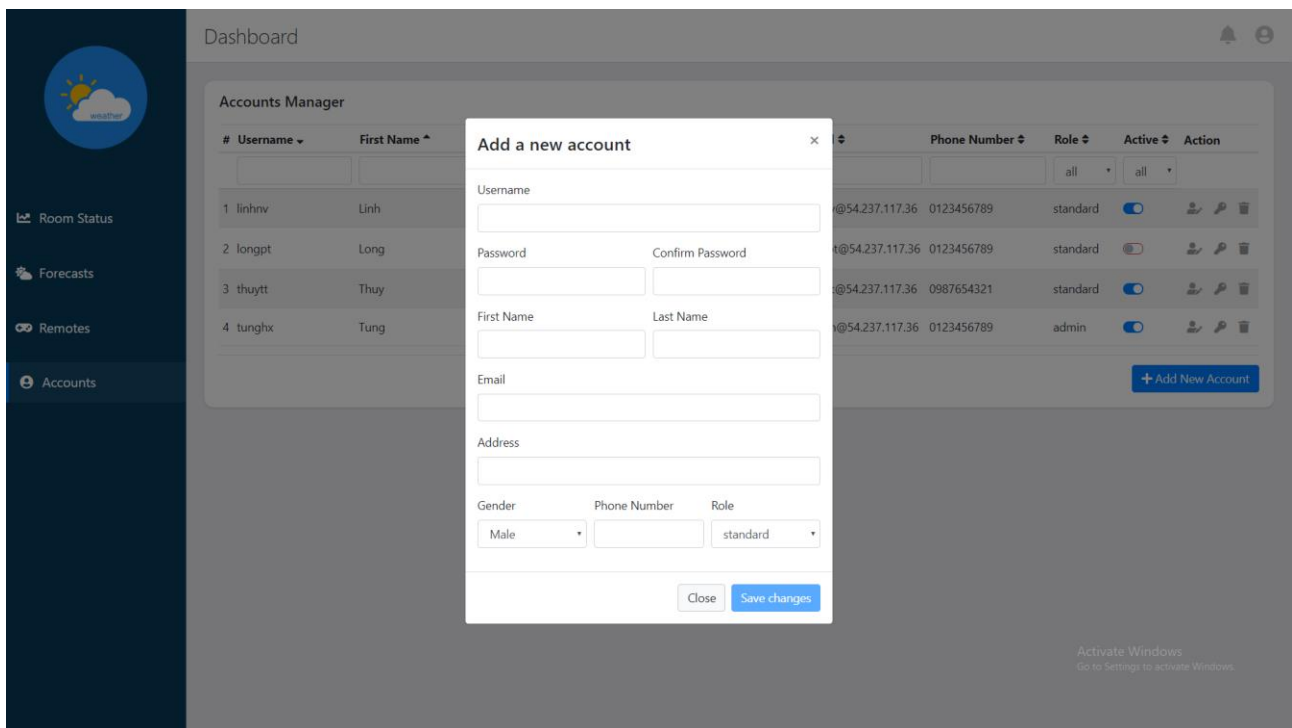 Dashboard
weather
Room Status
Forecasts
Remotes
Accounts
Accounts Manager
# Username First Name Phone Number Role Active Action
all all
1 linhnv Linh @54.237.117.36 0123456789 standard
2 longpt Long t@54.237.117.36 0123456789 standard
3 thuytt Thuy @54.237.117.36 0987654321 standard
4 tunghx Tung @54.237.117.36 0123456789 admin
+ Add New Account
Add a new account ×
Username
Password Confirm Password
First Name Last Name
Email
Address
Gender Phone Number Role
Male standard
Close Save changes
Activate Windows
Go to Settings to activate Windows.